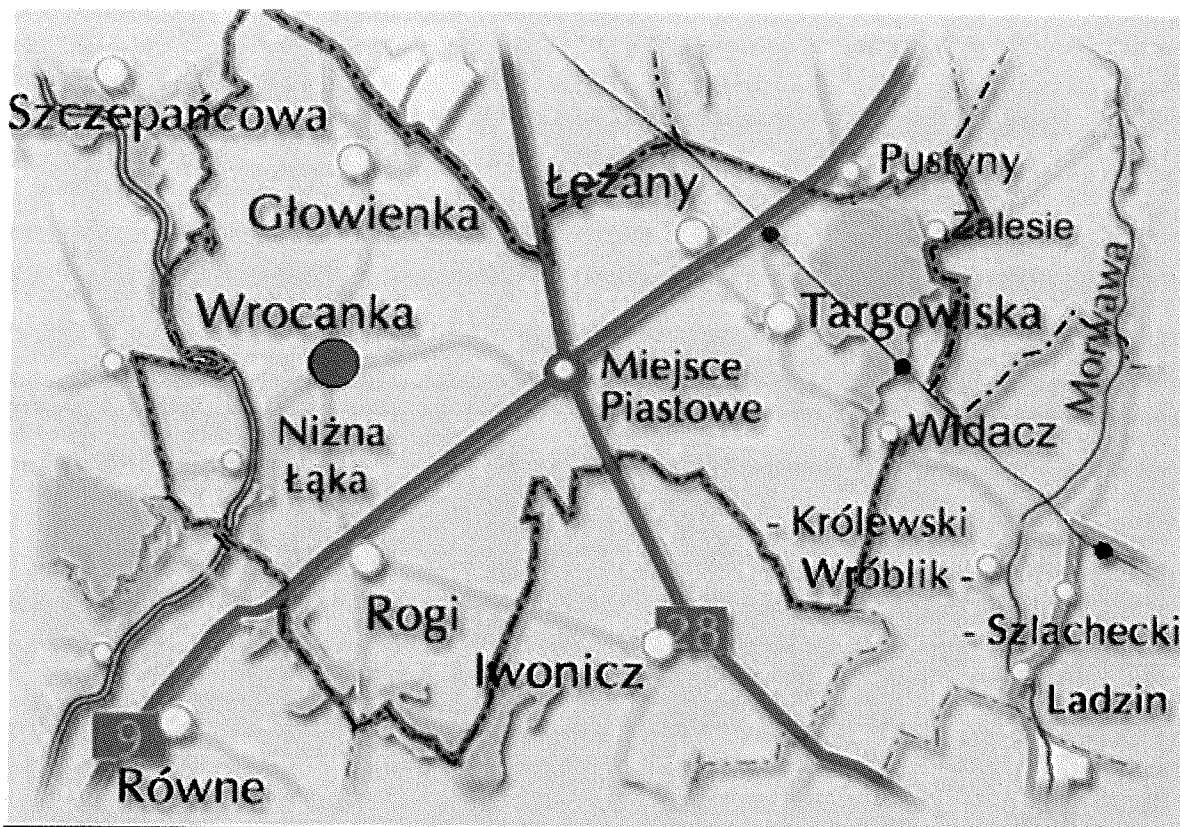 Szczepańcowa
Głowienka
Łężany
Pustyny
Zalesie
Wrocanka
Targowiska
Morwawa
Miejsce
Piastowe
Niżna
Łąka
Widacz
- Królewski
Wróblik -
- Szlachecki
Rogi
28
Iwonicz
Ladzin
9
Równe